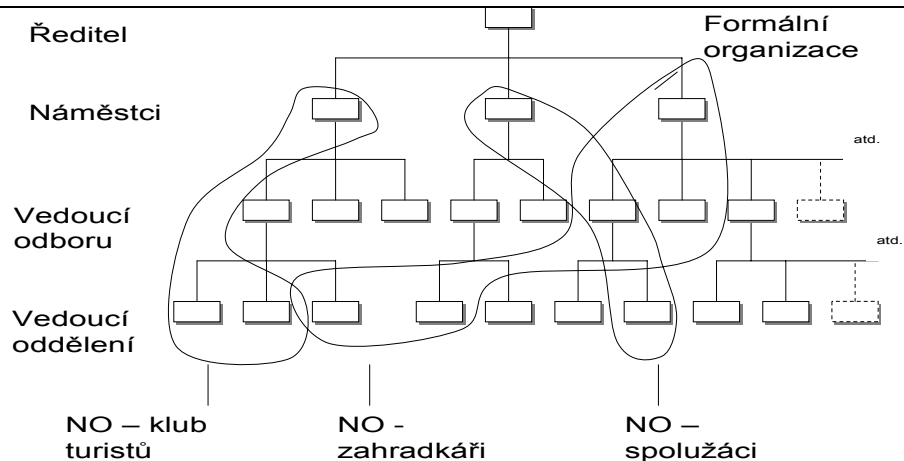 Ředitel
Formální
organizace
Náměstci
atd.
Vedoucí
odboru
atd.
Vedoucí
oddělení
NO – klub
turistů
NO -
zahradkáři
NO –
spolužáci